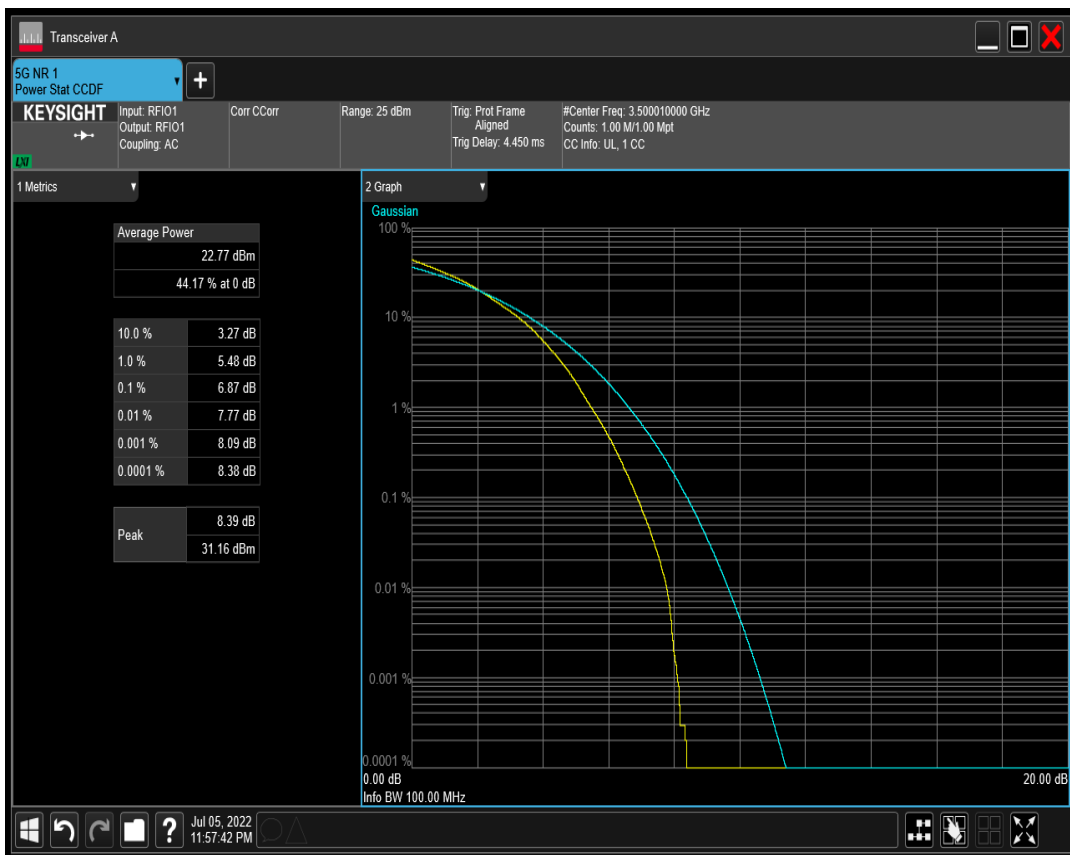 Transceiver A
5G NR 1
Power Stat CCDF
+
KEYSIGHT
LXI
Input: RFIO1
Output: RFIO1
Coupling: AC
Corr CCorr
Range: 25 dBm
Trig: Prot Frame
Aligned
Trig Delay: 4.450 ms
#Center Freq: 3.500010000 GHz
Counts: 1.00 M/1.00 Mpt
CC Info: UL, 1 CC
1 Metrics
Average Power
22.77 dBm
44.17 % at 0 dB
10.0 % 3.27 dB
1.0 % 5.48 dB
0.1 % 6.87 dB
0.01 % 7.77 dB
0.001 % 8.09 dB
0.0001 % 8.38 dB
Peak
8.39 dB
31.16 dBm
2 Graph
Gaussian
100 %
10 %
1 %
0.1 %
0.01 %
0.001 %
0.0001 %
0.00 dB 20.00 dB
Info BW 100.00 MHz
?
Jul 05, 2022
11:57:42 PM